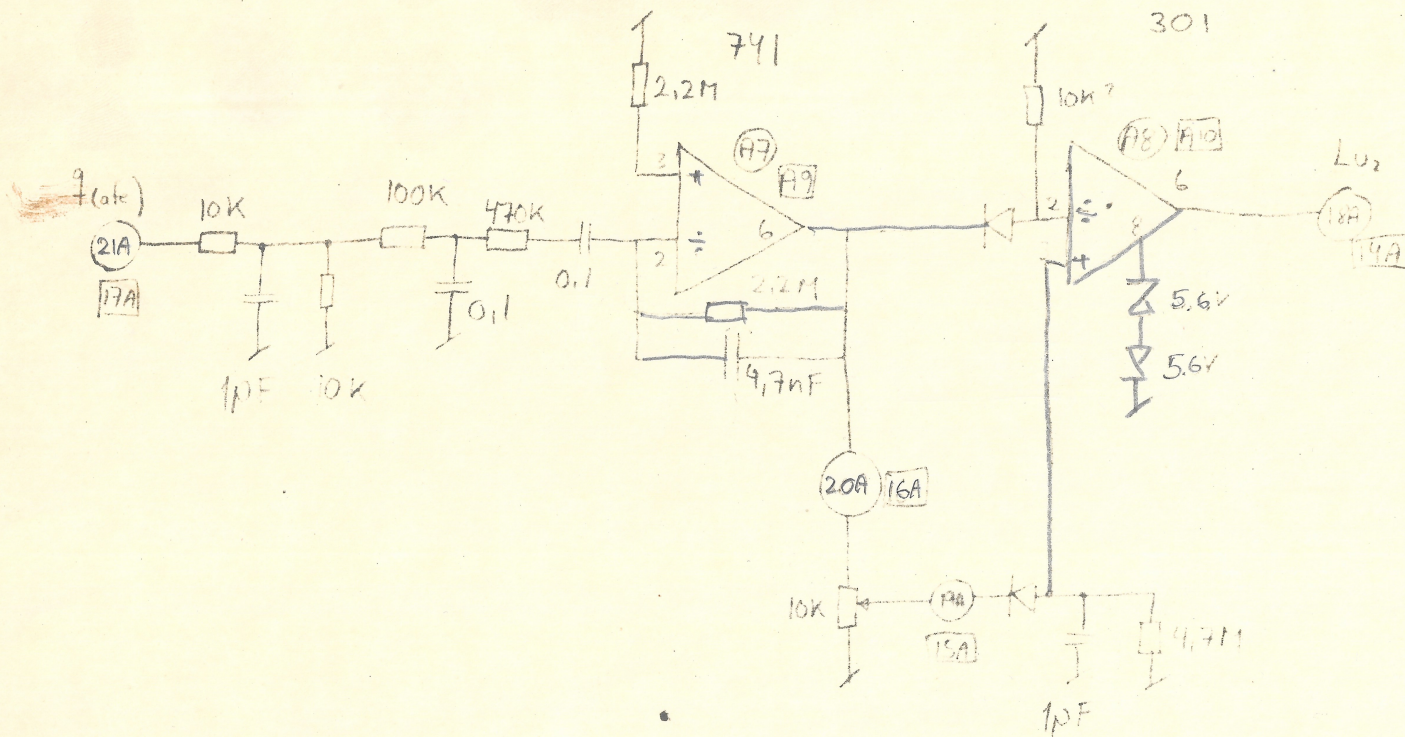 741
301
2,2M
10K?
A7
A8
A10
3
+
A9
6
Lu₂
100K
470K
10K
21A
17A
2
÷
6
2
÷
8
+
18A
14A
0,1
0,1
2,2M
5.6V
5.6V
1µF
10K
4,7nF
20A
16A
10K
19A
15A
4,7M
1µF